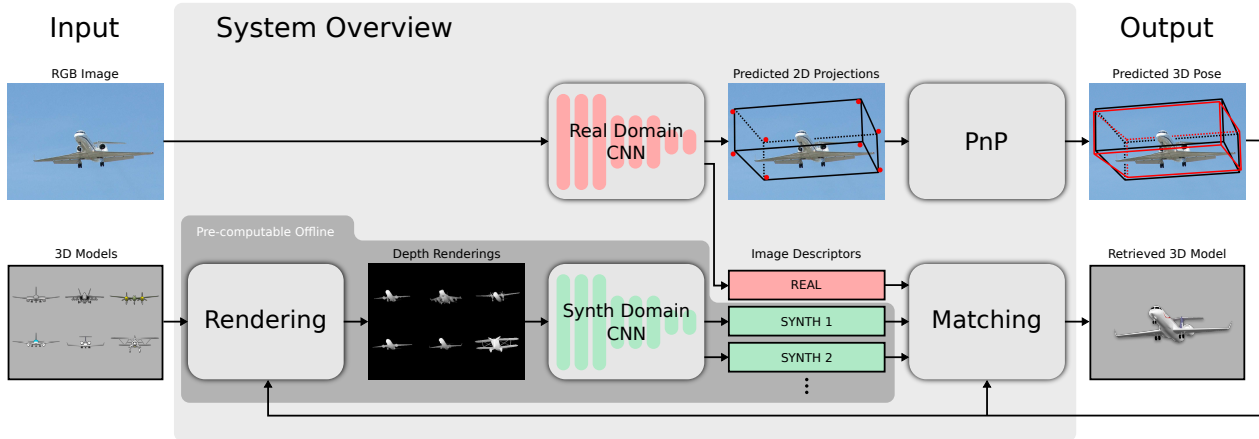 Input
System Overview
Output
RGB Image
Predicted 2D Projections
Predicted 3D Pose
Real Domain
CNN
PnP
Pre-computable Offline
3D Models
Depth Renderings
Image Descriptors
Retrieved 3D Model
Rendering
Synth Domain
CNN
REAL
SYNTH 1
SYNTH 2
⋮
Matching